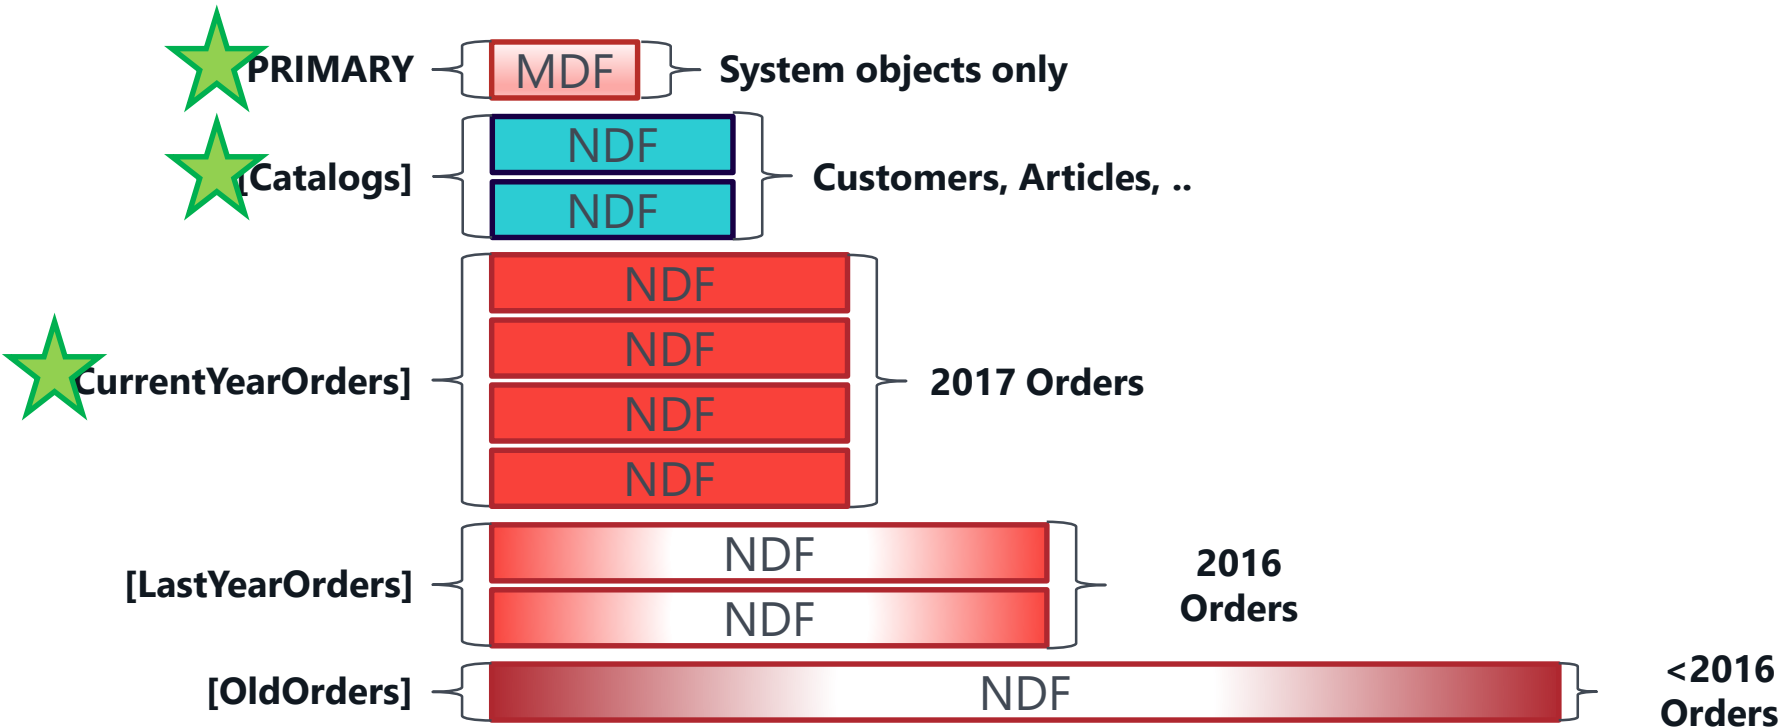 PRIMARY MDF System objects only
NDF
[Catalogs] Customers, Articles, ..
NDF
NDF
NDF
CurrentYearOrders] 2017 Orders
NDF
NDF
NDF
[LastYearOrders] 2016
Orders
NDF
[OldOrders] NDF <2016
Orders